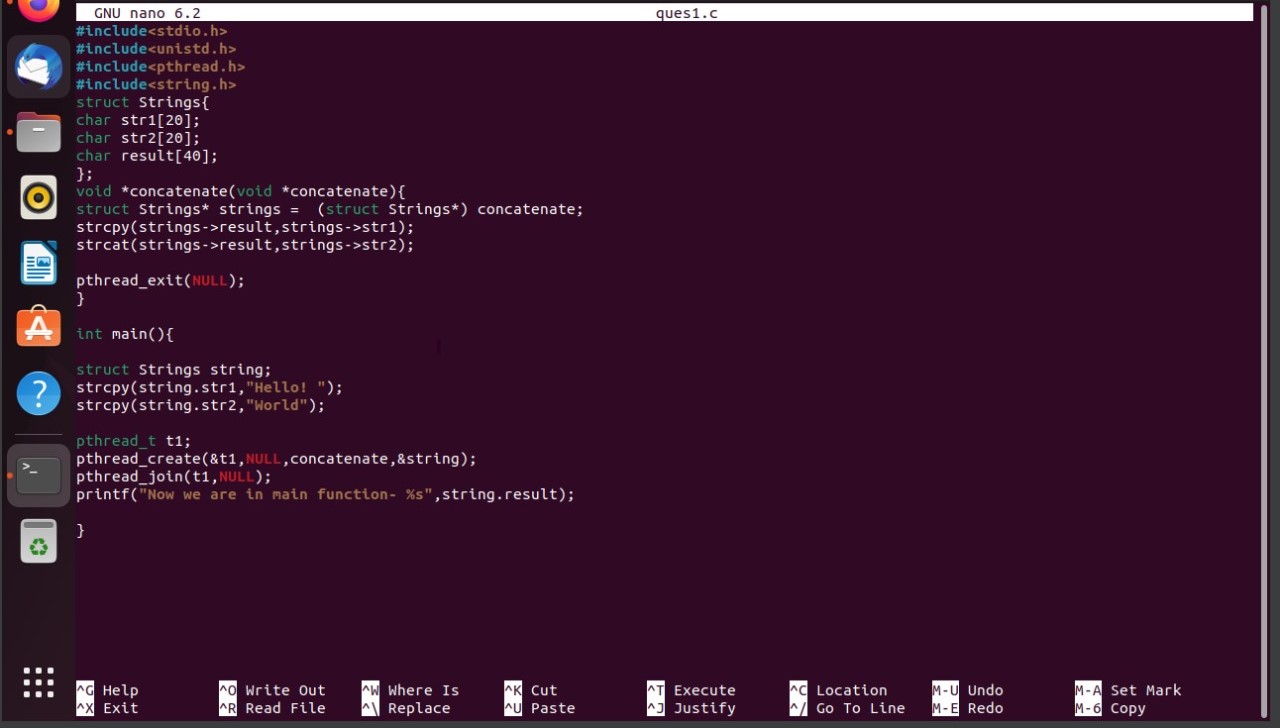 GNU nano 6.2 ques1.c
#include<stdio.h>
#include<unistd.h>
#include<pthread.h>
#include<string.h>
struct Strings{
char str1[20];
char str2[20];
char result[40];
};
void *concatenate(void *concatenate){
struct Strings* strings =  (struct Strings*) concatenate;
strcpy(strings->result,strings->str1);
strcat(strings->result,strings->str2);
pthread_exit(NULL);
}
int main(){
struct Strings string;
strcpy(string.str1,"Hello! ");
strcpy(string.str2,"World");
pthread_t t1;
pthread_create(&t1,NULL,concatenate,&string);
pthread_join(t1,NULL);
printf("Now we are in main function- %s",string.result);
}
^G Help ^O Write Out ^W Where Is ^K Cut ^T Execute ^C Location M-U Undo M-A Set Mark
^X Exit ^R Read File ^\ Replace ^U Paste ^J Justify ^/ Go To Line M-E Redo M-6 Copy